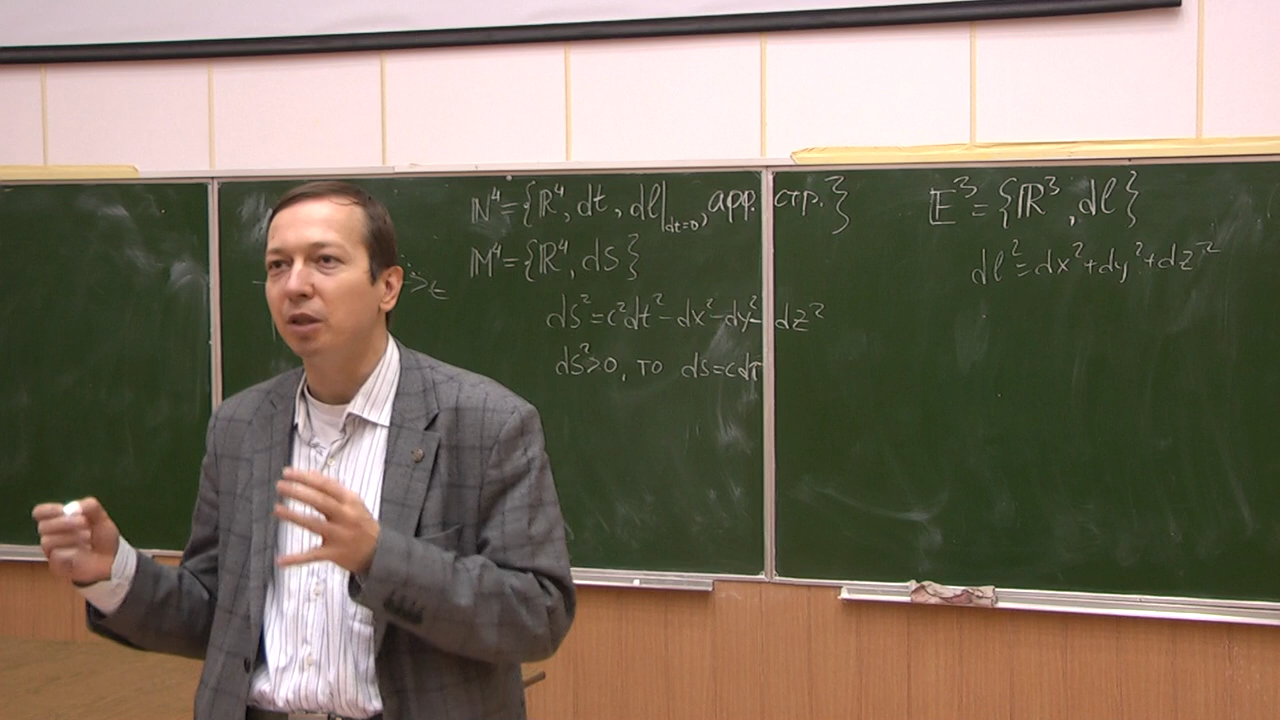 N⁴={ℝ⁴, dt, dl|dt=0, афф. стр.}
M⁴={ℝ⁴, ds}
ds²=c²dt²-dx²-dy²-dz²
ds²>0, то ds=cdτ
t
E³={ℝ³, dl}
dl²=dx²+dy²+dz²